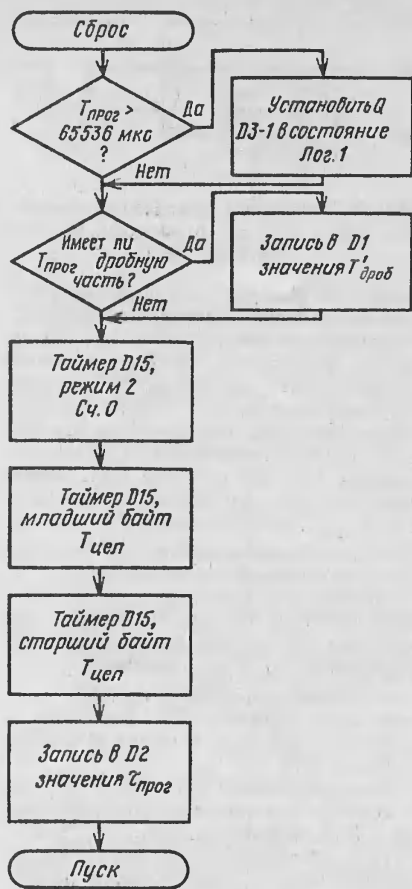 Сброс
Tпрог >
65536 мкс
?
Да
Установить Q
D3-1 в состояние
Лог. 1
Нет
Имеет ли
Tпрог дробную
часть?
Да
Запись в D1
значения T'дроб
Нет
Таймер D15,
режим 2
Сч. 0
Таймер D15,
младший байт
Tцел
Таймер D15,
старший байт
Tцел
Запись в D2
значения τпрог
Пуск